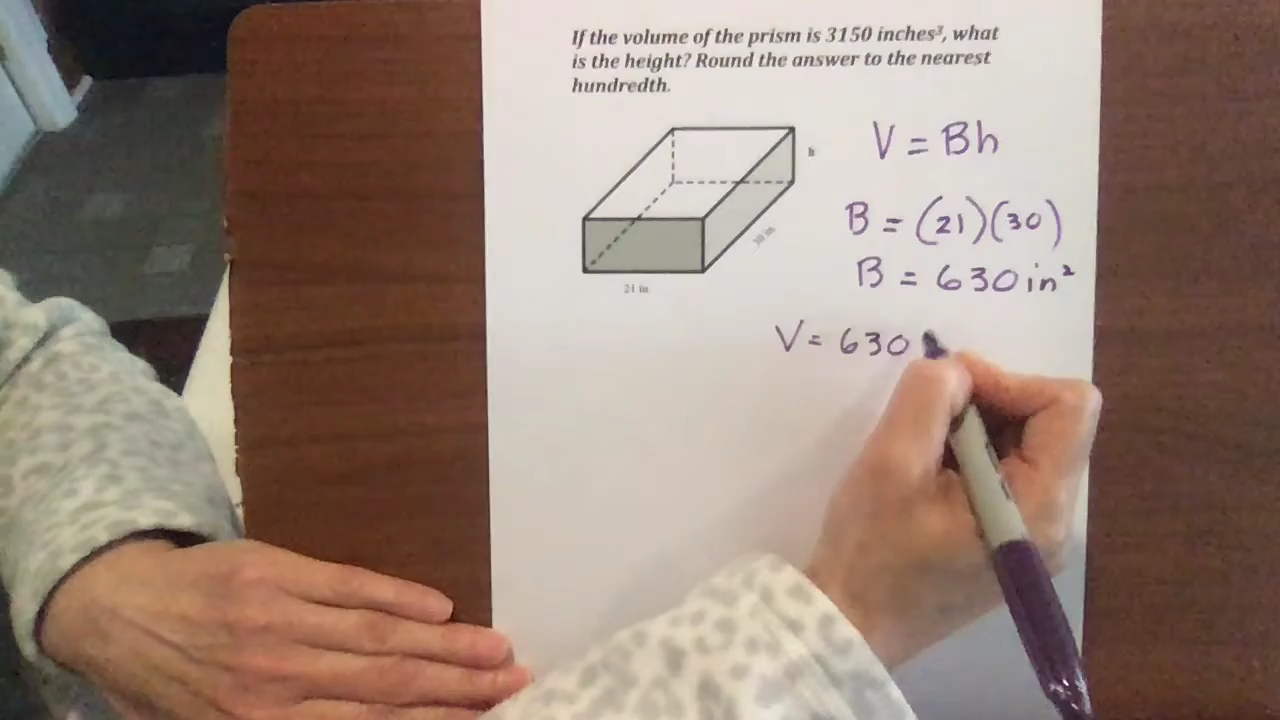 If the volume of the prism is 3150 inches³, what
is the height? Round the answer to the nearest
hundredth.
V = Bh
h
B = (21)(30)
30 in.
B = 630 in²
21 in.
V = 630